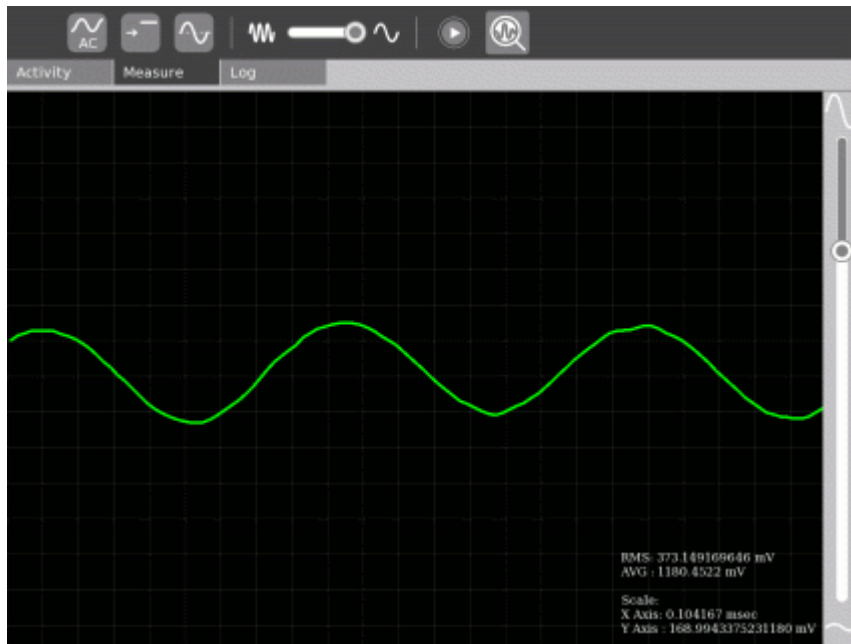 AC
Activity Measure Log
RMS: 373.149169646 mV
AVG : 1180.4522 mV
Scale:
X Axis: 0.104167 msec
Y Axis : 168.9943375231180 mV